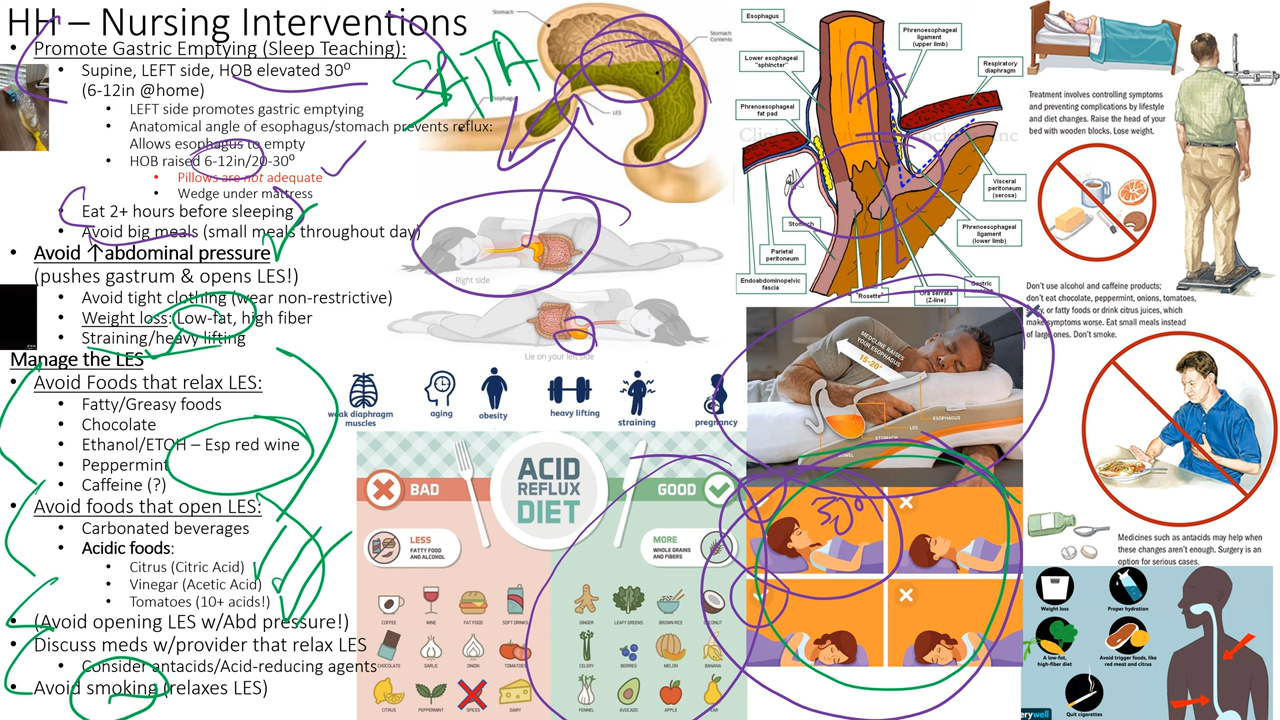 HH – Nursing Interventions
Promote Gastric Emptying (Sleep Teaching):
Supine, LEFT side, HOB elevated 30⁰
(6-12in @home)
LEFT side promotes gastric emptying
Anatomical angle of esophagus/stomach prevents reflux:
Allows esophagus to empty
HOB raised 6-12in/20-30⁰
Pillows are not adequate
Wedge under mattress
Eat 2+ hours before sleeping
Avoid big meals (small meals throughout day)
Avoid ↑abdominal pressure
(pushes gastrum & opens LES!)
Avoid tight clothing (wear non-restrictive)
Weight loss: Low-fat, high fiber
Straining/heavy lifting
Manage the LES
Avoid Foods that relax LES:
Fatty/Greasy foods
Chocolate
Ethanol/ETOH – Esp red wine
Peppermint
Caffeine (?)
Avoid foods that open LES:
Carbonated beverages
Acidic foods:
Citrus (Citric Acid)
Vinegar (Acetic Acid)
Tomatoes (10+ acids!)
(Avoid opening LES w/Abd pressure!)
Discuss meds w/provider that relax LES
Consider antacids/Acid-reducing agents
Avoid smoking (relaxes LES)
SATA
Stomach
Stomach
Contents
LES
Right side
Lie on your left side
weak diaphragm
muscles
aging
obesity
heavy lifting
straining
pregnancy
BAD
ACID
REFLUX
DIET
GOOD
LESS
FATTY FOOD
AND ALCOHOL
MORE
WHOLE GRAINS
AND FIBERS
COFFEE
WINE
FAT FOOD
SOFT DRINKS
CHOCOLATE
GARLIC
ONION
TOMATOES
CITRUS
PEPPERMINT
SPICES
DAIRY
GINGER
LEAFY GREENS
BROWN RICE
COCONUT
CELERY
BERRIES
MELON
BANANA
FENNEL
AVOCADO
APPLE
Esophagus
Phrenoesophageal
ligament
(upper limb)
Lower esophageal
"sphincter"
Respiratory
diaphragm
Phrenoesophageal
fat pad
Visceral
peritoneum
(serosa)
Stomach
Phrenoesophageal
ligament
(lower limb)
Parietal
peritoneum
Endoabdominopelvic
fascia
"Rosette"
Ora serrata
(Z-line)
Gastric
MEDCLINE RAISES
YOUR ESOPHAGUS
15-20°
ESOPHAGUS
LES
STOMACH
BOWEL
30°
Treatment involves controlling symptoms
and preventing complications by lifestyle
and diet changes. Raise the head of your
bed with wooden blocks. Lose weight.
Don't use alcohol and caffeine products;
don't eat chocolate, peppermint, onions, tomatoes,
spicy, or fatty foods or drink citrus juices, which
make symptoms worse. Eat small meals instead
of large ones. Don't smoke.
Medicines such as antacids may help when
these changes aren't enough. Surgery is an
option for serious cases.
Weight loss
Proper hydration
A low-fat,
high-fiber diet
Avoid trigger foods, like
red meat and citrus
Quit cigarettes
erywell